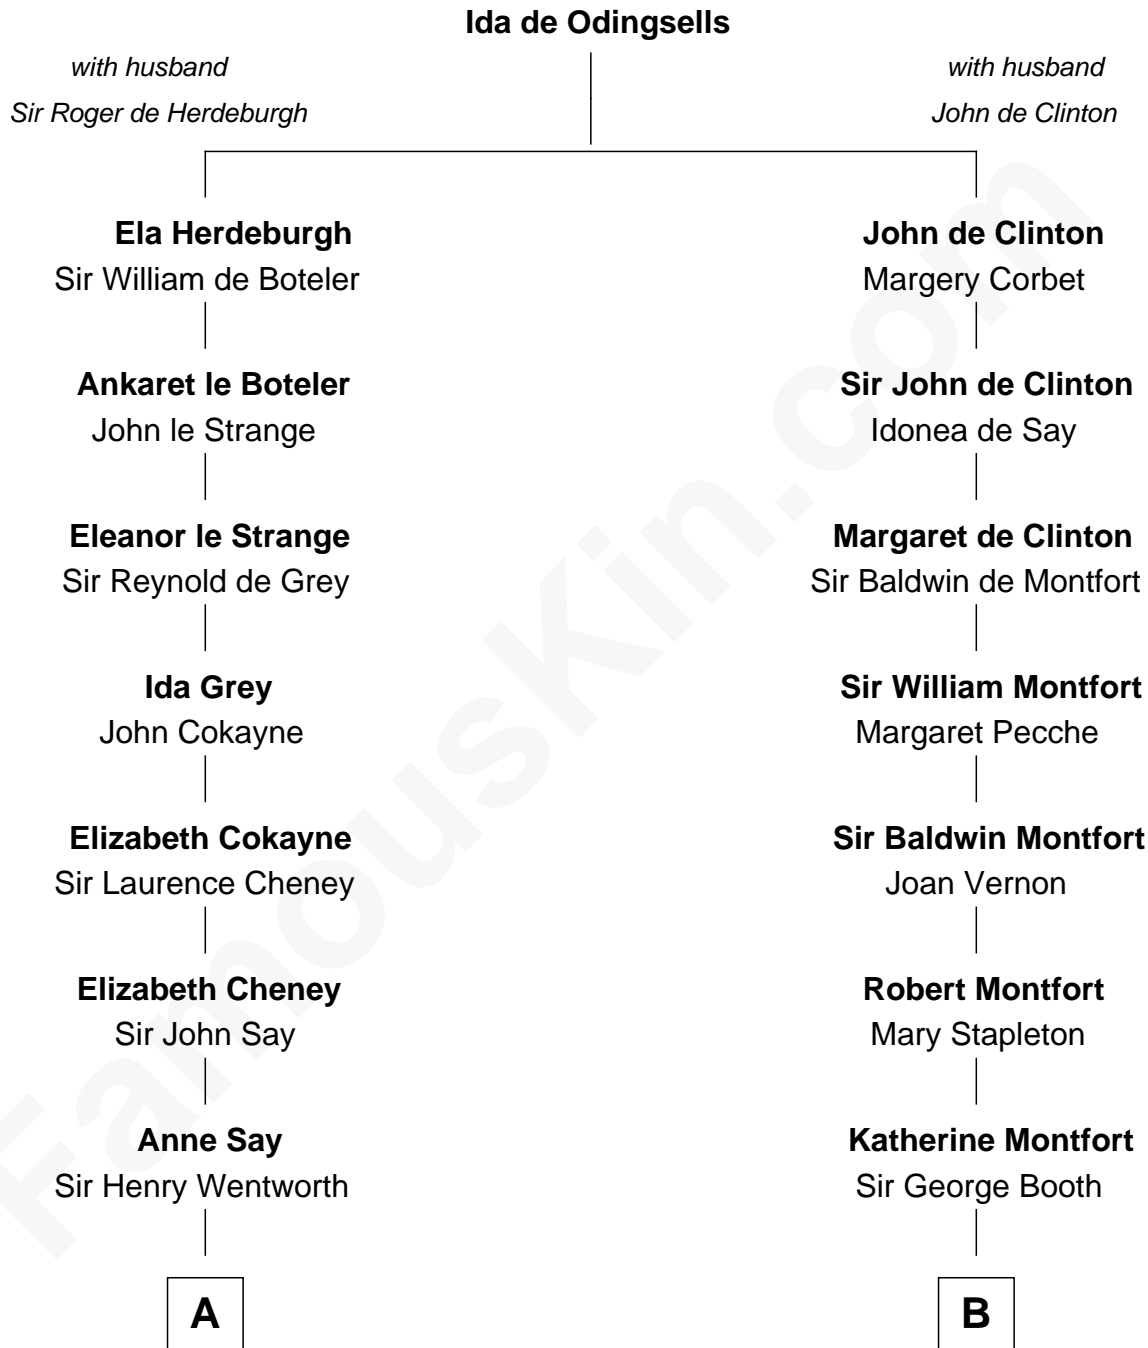 Ida de Odingsells
with husband
Sir Roger de Herdeburgh
with husband
John de Clinton
Ela Herdeburgh
Sir William de Boteler
John de Clinton
Margery Corbet
Ankaret le Boteler
John le Strange
Sir John de Clinton
Idonea de Say
Eleanor le Strange
Sir Reynold de Grey
Margaret de Clinton
Sir Baldwin de Montfort
Ida Grey
John Cokayne
Sir William Montfort
Margaret Pecche
Elizabeth Cokayne
Sir Laurence Cheney
Sir Baldwin Montfort
Joan Vernon
Elizabeth Cheney
Sir John Say
Robert Montfort
Mary Stapleton
Anne Say
Sir Henry Wentworth
Katherine Montfort
Sir George Booth
A
B
FamousKin.com